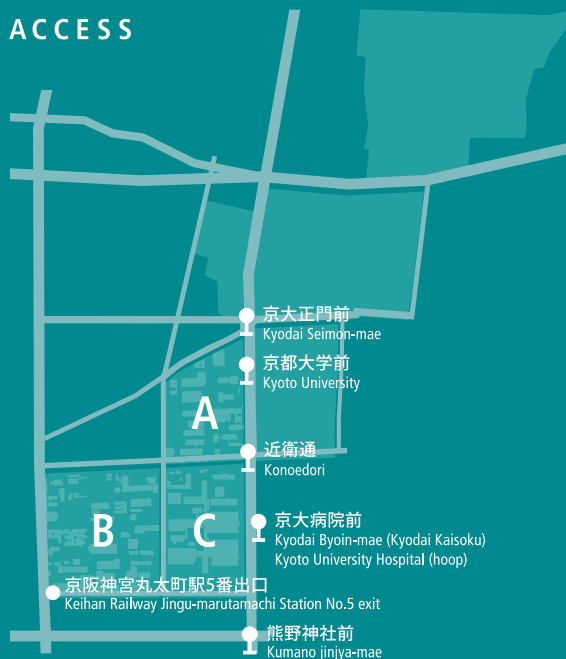 ACCESS
京大正門前
Kyodai Seimon-mae
京都大学前
Kyoto University
A
近衛通
Konoedori
B
C
京大病院前
Kyodai Byoin-mae (Kyodai Kaisoku)
Kyoto University Hospital (hoop)
京阪神宮丸太町駅5番出口
Keihan Railway Jingu-marutamachi Station No.5 exit
熊野神社前
Kumano jinjya-mae